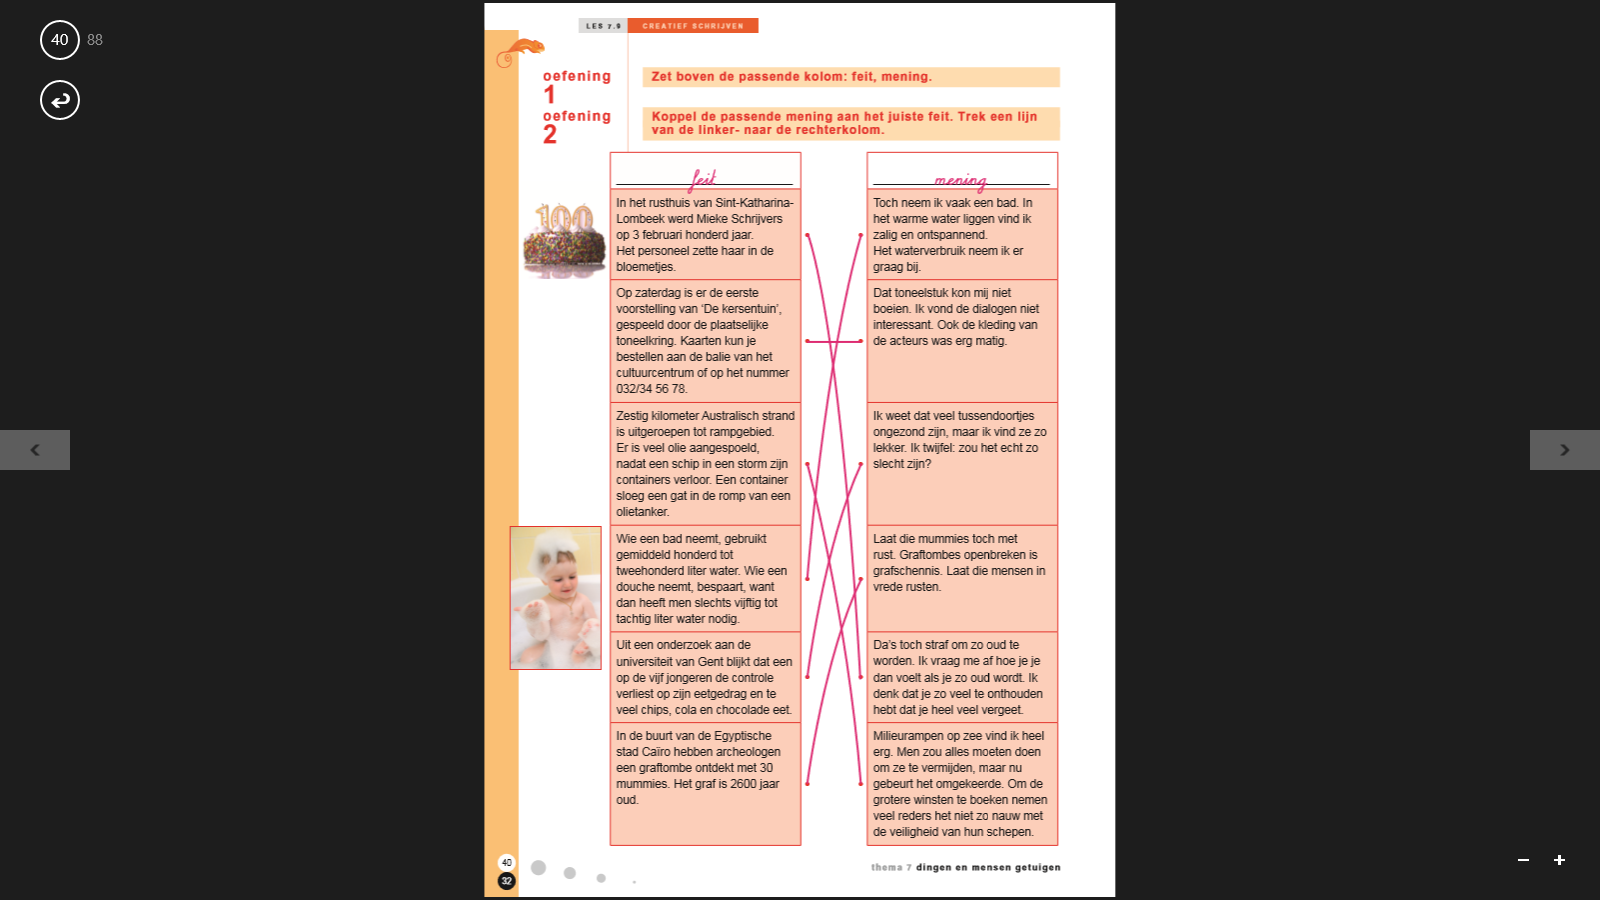 40 88
LES 7.9 CREATIEF SCHRIJVEN
oefening
1
Zet boven de passende kolom: feit, mening.
oefening
2
Koppel de passende mening aan het juiste feit. Trek een lijn
van de linker- naar de rechterkolom.
feit
In het rusthuis van Sint-Katharina-
Lombeek werd Mieke Schrijvers
op 3 februari honderd jaar.
Het personeel zette haar in de
bloemetjes.
Op zaterdag is er de eerste
voorstelling van ‘De kersentuin’,
gespeeld door de plaatselijke
toneelkring. Kaarten kun je
bestellen aan de balie van het
cultuurcentrum of op het nummer
032/34 56 78.
Zestig kilometer Australisch strand
is uitgeroepen tot rampgebied.
Er is veel olie aangespoeld,
nadat een schip in een storm zijn
containers verloor. Een container
sloeg een gat in de romp van een
olietanker.
Wie een bad neemt, gebruikt
gemiddeld honderd tot
tweehonderd liter water. Wie een
douche neemt, bespaart, want
dan heeft men slechts vijftig tot
tachtig liter water nodig.
Uit een onderzoek aan de
universiteit van Gent blijkt dat een
op de vijf jongeren de controle
verliest op zijn eetgedrag en te
veel chips, cola en chocolade eet.
In de buurt van de Egyptische
stad Caïro hebben archeologen
een graftombe ontdekt met 30
mummies. Het graf is 2600 jaar
oud.
mening
Toch neem ik vaak een bad. In
het warme water liggen vind ik
zalig en ontspannend.
Het waterverbruik neem ik er
graag bij.
Dat toneelstuk kon mij niet
boeien. Ik vond de dialogen niet
interessant. Ook de kleding van
de acteurs was erg matig.
Ik weet dat veel tussendoortjes
ongezond zijn, maar ik vind ze zo
lekker. Ik twijfel: zou het echt zo
slecht zijn?
Laat die mummies toch met
rust. Graftombes openbreken is
grafschennis. Laat die mensen in
vrede rusten.
Da’s toch straf om zo oud te
worden. Ik vraag me af hoe je je
dan voelt als je zo oud wordt. Ik
denk dat je zo veel te onthouden
hebt dat je heel veel vergeet.
Milieurampen op zee vind ik heel
erg. Men zou alles moeten doen
om ze te vermijden, maar nu
gebeurt het omgekeerde. Om de
grotere winsten te boeken nemen
veel reders het niet zo nauw met
de veiligheid van hun schepen.
100
40
32
thema 7 dingen en mensen getuigen